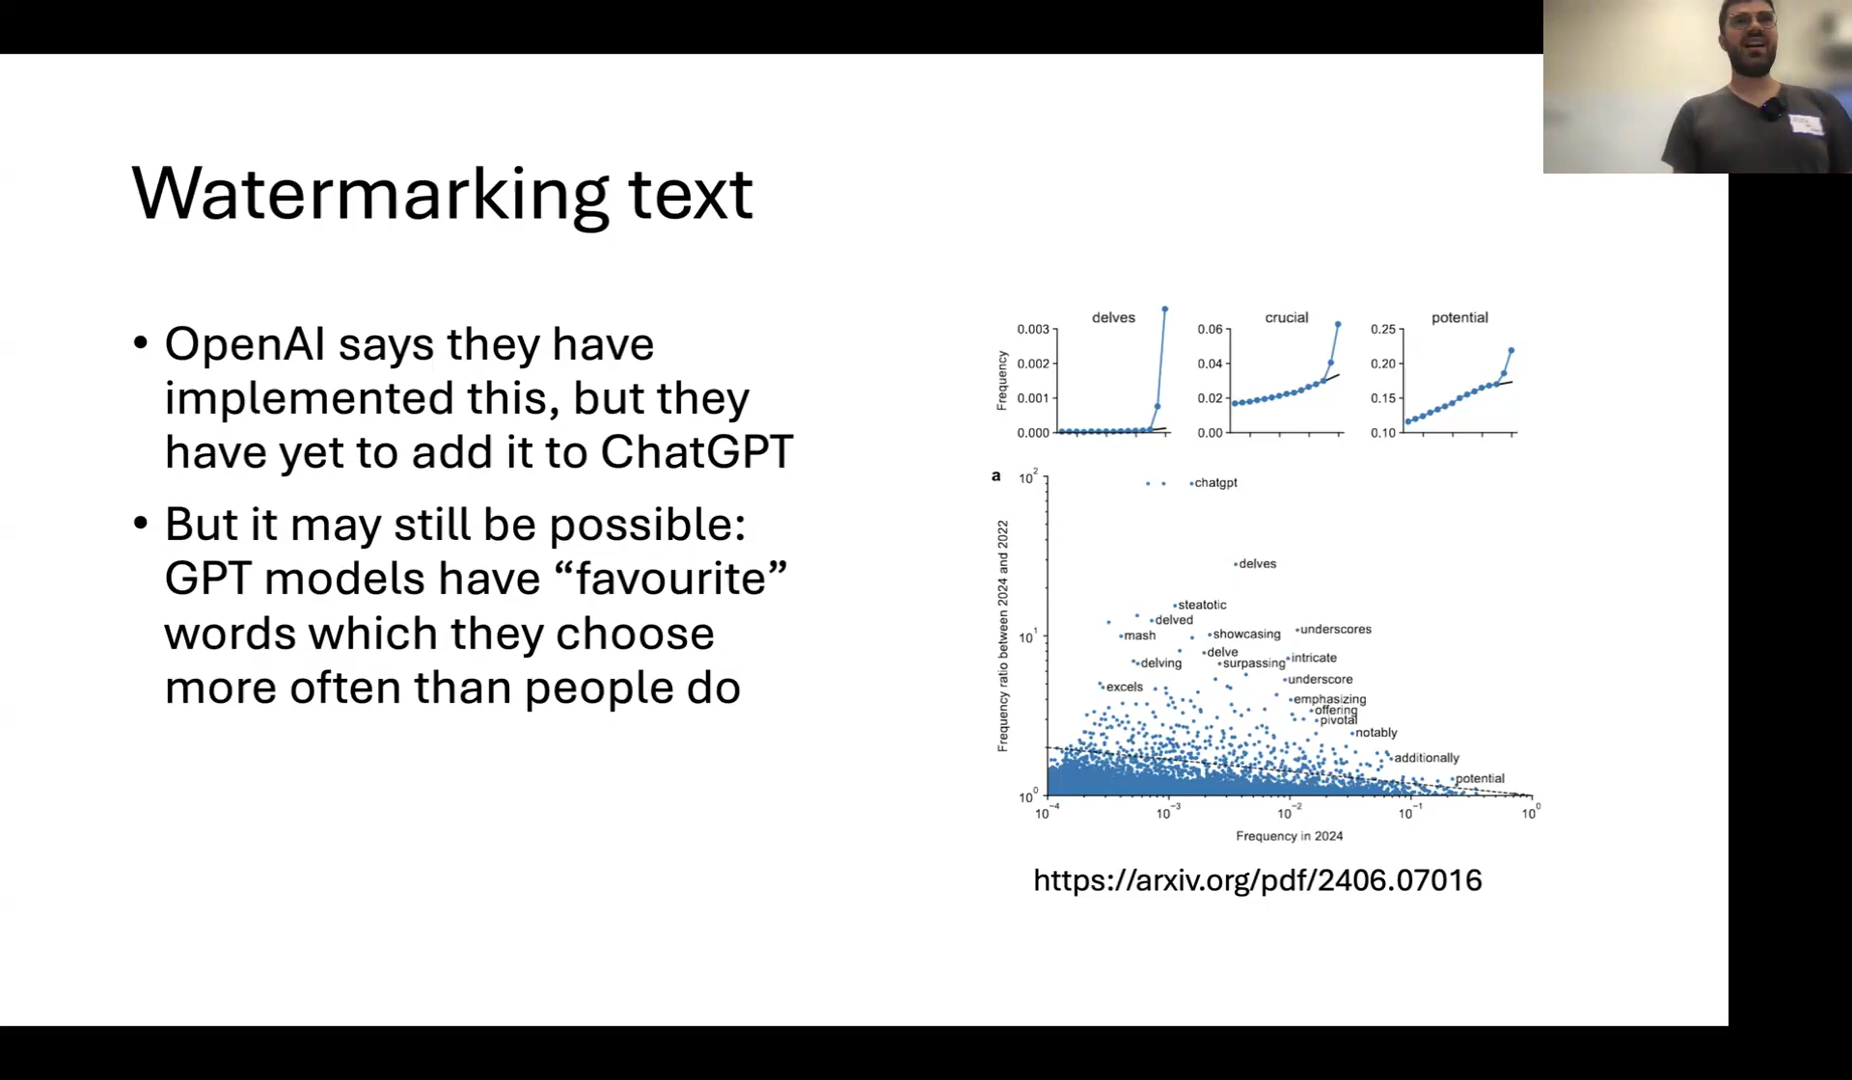 Watermarking text
• OpenAI says they have
implemented this, but they
have yet to add it to ChatGPT
• But it may still be possible:
GPT models have “favourite”
words which they choose
more often than people do
delves
crucial
potential
Frequency
0.003
0.002
0.001
0.000
0.06
0.04
0.02
0.00
0.25
0.20
0.15
0.10
a
Frequency ratio between 2024 and 2022
10²
10¹
10⁰
chatgpt
delves
steatotic
delved
mash
showcasing
underscores
delve
delving
surpassing
intricate
underscore
excels
emphasizing
offering
pivotal
notably
additionally
potential
10⁻⁴
10⁻³
10⁻²
10⁻¹
10⁰
Frequency in 2024
https://arxiv.org/pdf/2406.07016